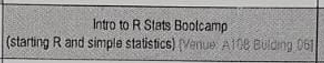 Intro to R Stats Bootcamp
(starting R and simple statistics) [Venue: A108 Building 06]